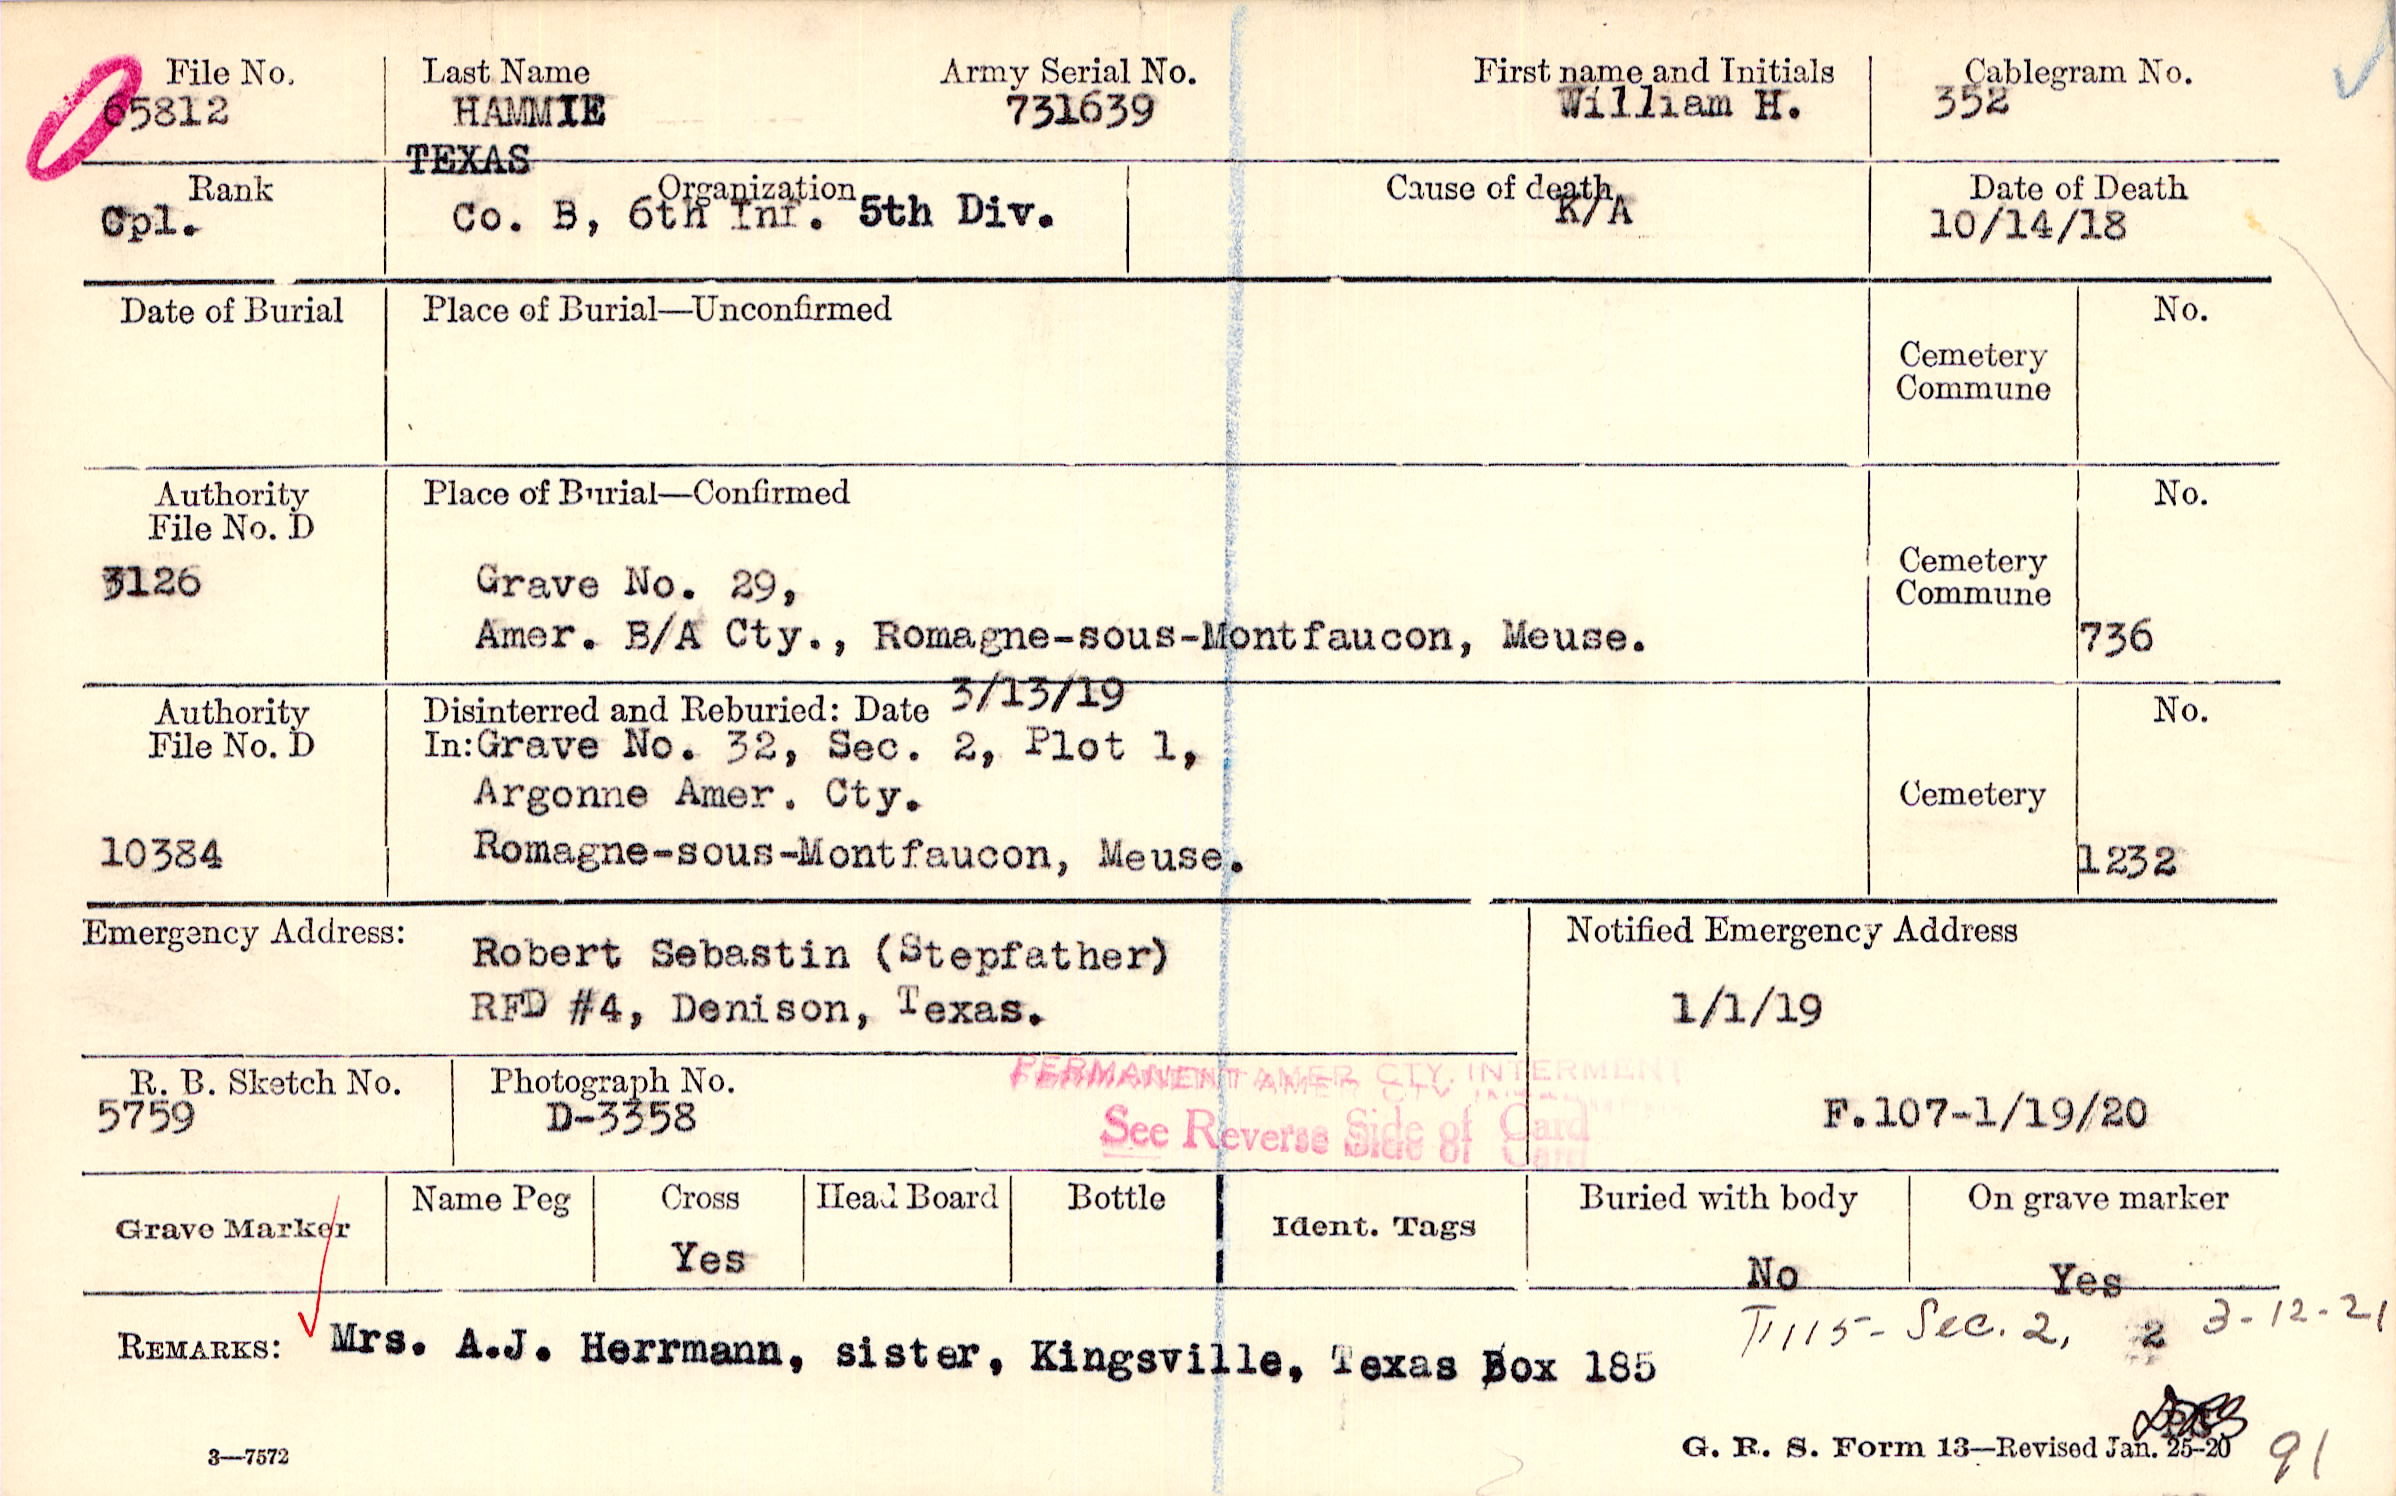 File No. Last Name Army Serial No. First name and Initials Cablegram No.
65812 HAMMIE 731639 William H. 352
TEXAS
Rank Organization Cause of death Date of Death
Cpl. Co. B, 6th Inf. 5th Div. K/A 10/14/18
Date of Burial Place of Burial—Unconfirmed No.
Cemetery
Commune
Authority Place of Burial—Confirmed No.
File No. D
Cemetery
3126 Grave No. 29, Commune
Amer. B/A Cty., Romagne-sous-Montfaucon, Meuse. 736
Authority Disinterred and Reburied: Date 3/13/19 No.
File No. D In: Grave No. 32, Sec. 2, Plot 1,
Argonne Amer. Cty. Cemetery
10384 Romagne-sous-Montfaucon, Meuse. 1232
Emergency Address: Notified Emergency Address
Robert Sebastin (Stepfather)
RFD #4, Denison, Texas. 1/1/19
PERMANENT AMER CTY. INTERMENT
R. B. Sketch No. Photograph No.
5759 D-3358 See Reverse Side of Card F.107-1/19/20
Grave Marker Name Peg Cross Head Board Bottle Ident. Tags Buried with body On grave marker
Yes No Yes
115- Sec. 2, 2 3-12-21
REMARKS: Mrs. A.J. Herrmann, sister, Kingsville, Texas Box 185
3—7572 G. R. S. Form 13—Revised Jan. 25-20 91